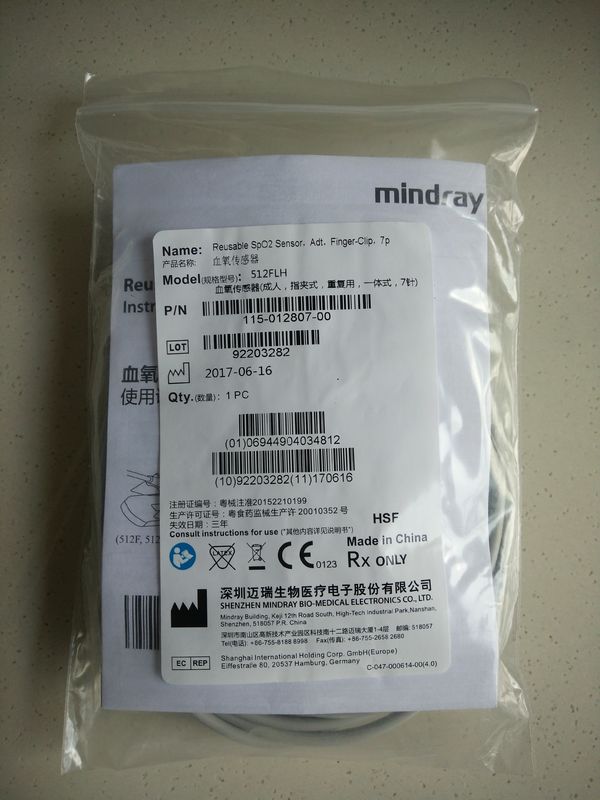 mindray
Name: Reusable SpO2 Sensor, Adt, Finger-Clip, 7p
产品名称: 血氧传感器
Model(规格型号): 512FLH
血氧传感器(成人，指夹式，重复用，一体式，7针)
Reu
Instr
P/N
115-012807-00
LOT
92203282
2017-06-16
血氧
使用说
Qty.(数量): 1 PC
(01)06944904034812
(10)92203282(11)170616
注册证编号：粤械注准20152210199
生产许可证号：粤食药监械生产许 20010352 号
失效日期：三年
HSF
Consult instructions for use ("其他内容详见说明书")
(512F, 512
LATEX
CE 0123
Made in China
Rx ONLY
深圳迈瑞生物医疗电子股份有限公司
SHENZHEN MINDRAY BIO-MEDICAL ELECTRONICS CO., LTD.
Mindray Building, Keji 12th Road South, High-Tech Industrial Park,Nanshan,
Shenzhen, 518057 P.R. China
深圳市南山区高新技术产业园区科技南十二路迈瑞大厦1-4层 邮编: 518057
Tel(电话): +86-755-8188 8998 Fax(传真): +86-755-2658 2680
EC REP
Shanghai International Holding Corp. GmbH(Europe)
Eiffestraße 80, 20537 Hamburg, Germany
C-047-000614-00(4.0)